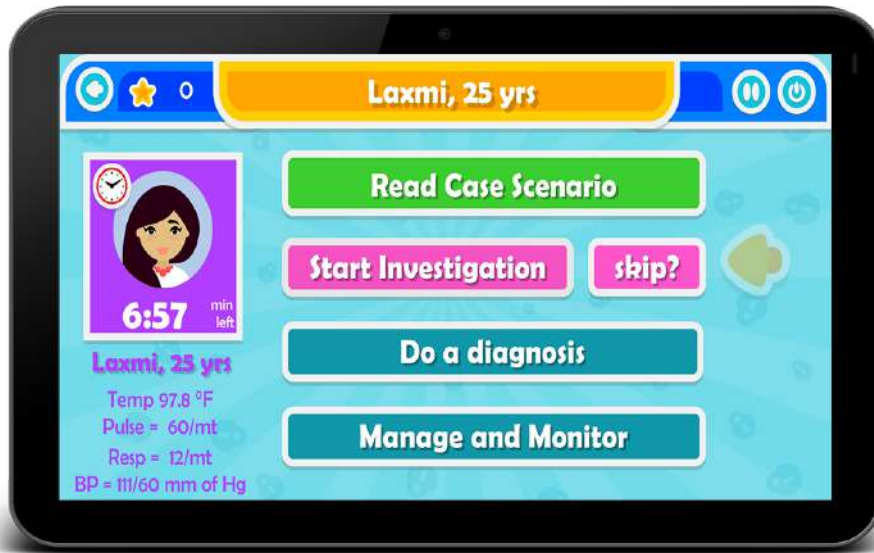 0
Laxmi, 25 yrs
Read Case Scenario
Start Investigation
skip?
Do a diagnosis
Manage and Monitor
6:57 min left
Laxmi, 25 yrs
Temp 97.8 °F
Pulse = 60/mt
Resp = 12/mt
BP = 111/60 mm of Hg